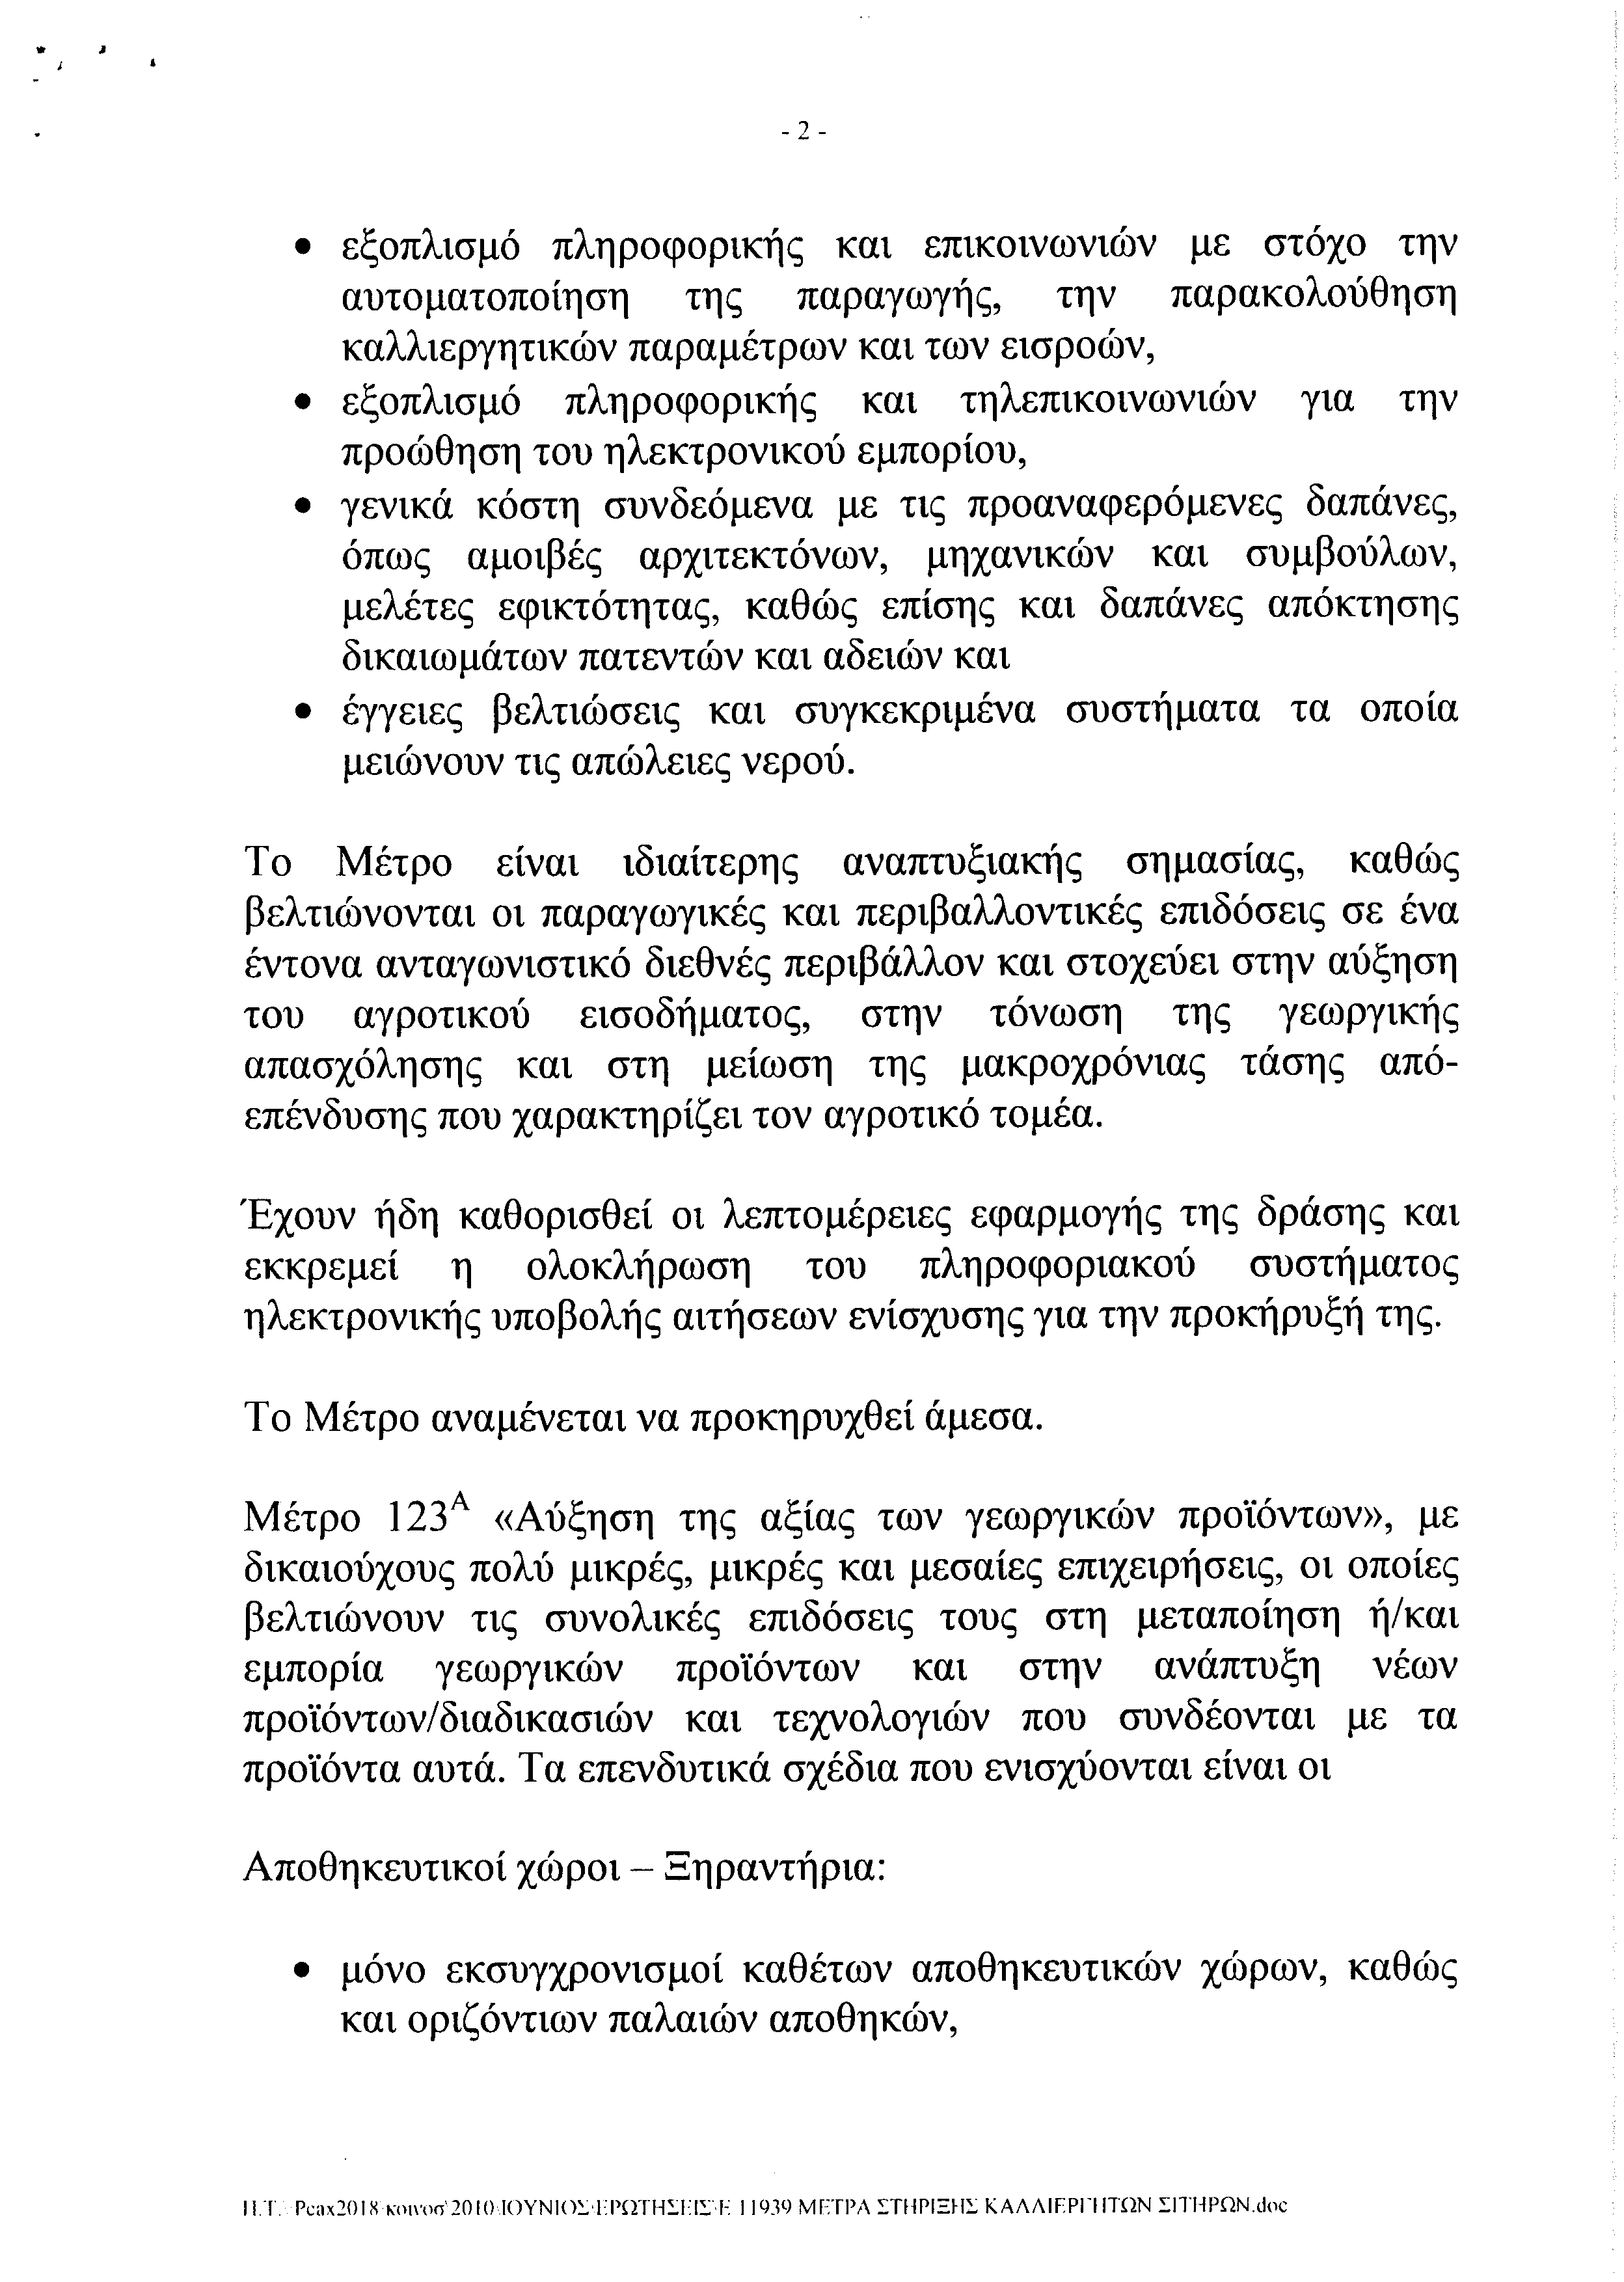 - 2 -
• εξοπλισμό πληροφορικής και επικοινωνιών με στόχο την
αυτοματοποίηση της παραγωγής, την παρακολούθηση
καλλιεργητικών παραμέτρων και των εισροών,
• εξοπλισμό πληροφορικής και τηλεπικοινωνιών για την
προώθηση του ηλεκτρονικού εμπορίου,
• γενικά κόστη συνδεόμενα με τις προαναφερόμενες δαπάνες,
όπως αμοιβές αρχιτεκτόνων, μηχανικών και συμβούλων,
μελέτες εφικτότητας, καθώς επίσης και δαπάνες απόκτησης
δικαιωμάτων πατεντών και αδειών και
• έγγειες βελτιώσεις και συγκεκριμένα συστήματα τα οποία
μειώνουν τις απώλειες νερού.
Το Μέτρο είναι ιδιαίτερης αναπτυξιακής σημασίας, καθώς
βελτιώνονται οι παραγωγικές και περιβαλλοντικές επιδόσεις σε ένα
έντονα ανταγωνιστικό διεθνές περιβάλλον και στοχεύει στην αύξηση
του αγροτικού εισοδήματος, στην τόνωση της γεωργικής
απασχόλησης και στη μείωση της μακροχρόνιας τάσης από-
επένδυσης που χαρακτηρίζει τον αγροτικό τομέα.
Έχουν ήδη καθορισθεί οι λεπτομέρειες εφαρμογής της δράσης και
εκκρεμεί η ολοκλήρωση του πληροφοριακού συστήματος
ηλεκτρονικής υποβολής αιτήσεων ενίσχυσης για την προκήρυξή της.
Το Μέτρο αναμένεται να προκηρυχθεί άμεσα.
Μέτρο 123Α «Αύξηση της αξίας των γεωργικών προϊόντων», με
δικαιούχους πολύ μικρές, μικρές και μεσαίες επιχειρήσεις, οι οποίες
βελτιώνουν τις συνολικές επιδόσεις τους στη μεταποίηση ή/και
εμπορία γεωργικών προϊόντων και στην ανάπτυξη νέων
προϊόντων/διαδικασιών και τεχνολογιών που συνδέονται με τα
προϊόντα αυτά. Τα επενδυτικά σχέδια που ενισχύονται είναι οι
Αποθηκευτικοί χώροι – Ξηραντήρια:
• μόνο εκσυγχρονισμοί καθέτων αποθηκευτικών χώρων, καθώς
και οριζόντιων παλαιών αποθηκών,
Π.Τ. Pcax2018 κοινοσ 2010 ΙΟΥΝΙΟΣ ΕΡΩΤΗΣΕΙΣ Ε 11939 ΜΕΤΡΑ ΣΤΗΡΙΞΗΣ ΚΑΛΛΙΕΡΓΗΤΩΝ ΣΙΤΗΡΩΝ.doc